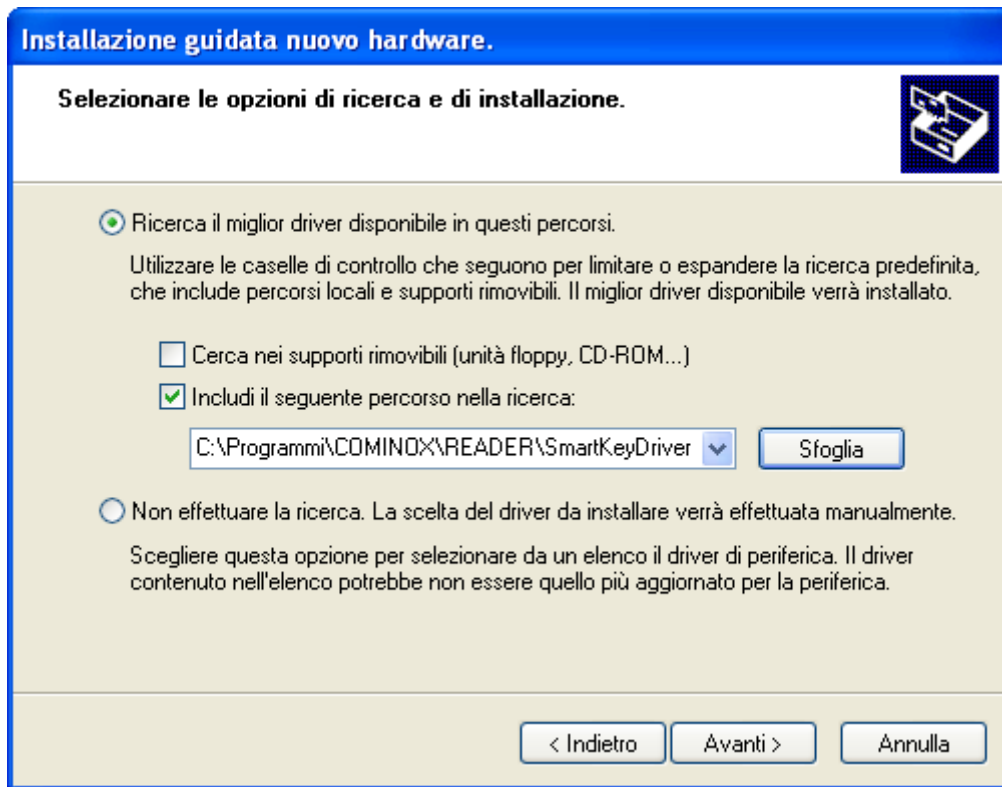 Installazione guidata nuovo hardware.
Selezionare le opzioni di ricerca e di installazione.
Ricerca il miglior driver disponibile in questi percorsi.
Utilizzare le caselle di controllo che seguono per limitare o espandere la ricerca predefinita,
che include percorsi locali e supporti rimovibili. Il miglior driver disponibile verrà installato.
Cerca nei supporti rimovibili (unità floppy, CD-ROM...)
Includi il seguente percorso nella ricerca:
C:\Programmi\COMINOX\READER\SmartKeyDriver
Sfoglia
Non effettuare la ricerca. La scelta del driver da installare verrà effettuata manualmente.
Scegliere questa opzione per selezionare da un elenco il driver di periferica. Il driver
contenuto nell'elenco potrebbe non essere quello più aggiornato per la periferica.
< Indietro
Avanti >
Annulla